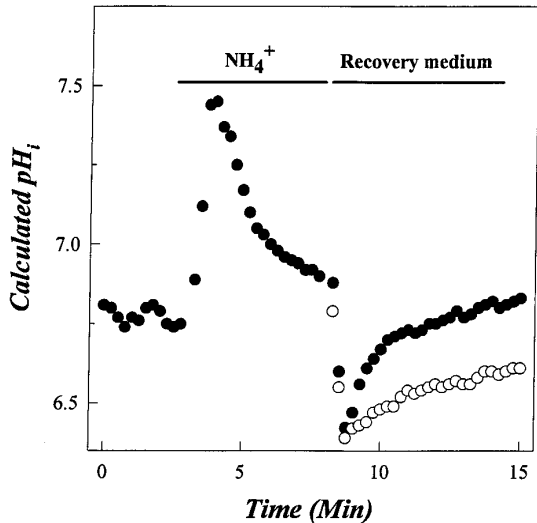 NH₄⁺
Recovery medium
7.5
7.0
6.5
Calculated pHᵢ
0
5
10
15
Time (Min)